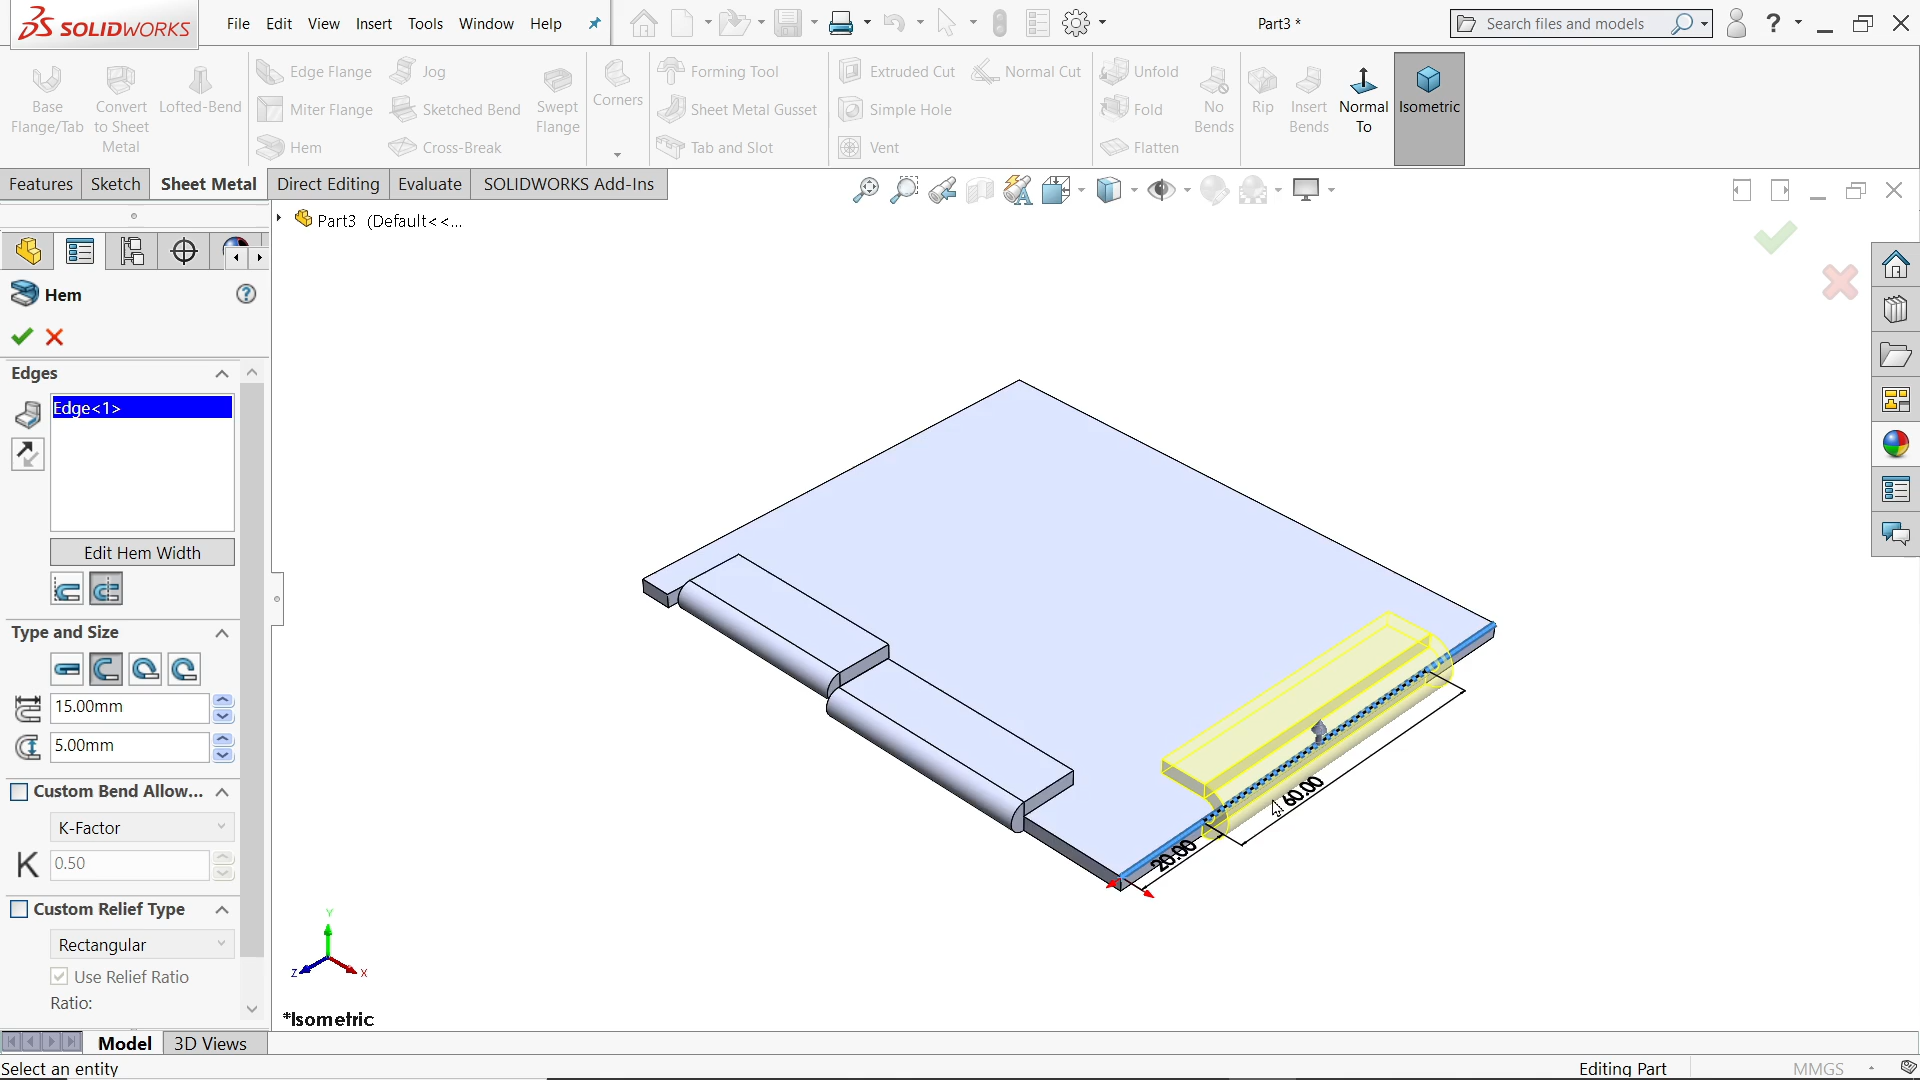 SOLIDWORKS
File Edit View Insert Tools Window Help
Part3 *
Search files and models
?
Base Flange/Tab
Convert to Sheet Metal
Lofted-Bend
Edge Flange
Miter Flange
Hem
Jog
Sketched Bend
Cross-Break
Swept Flange
Corners
Forming Tool
Sheet Metal Gusset
Tab and Slot
Extruded Cut
Simple Hole
Vent
Normal Cut
Unfold
Fold
Flatten
No Bends
Rip
Insert Bends
Normal To
Isometric
Features Sketch Sheet Metal Direct Editing Evaluate SOLIDWORKS Add-Ins
Part3 (Default<<...
Hem
?
Edges
Edge<1>
Edit Hem Width
Type and Size
15.00mm
5.00mm
Custom Bend Allow...
K-Factor
K
0.50
Custom Relief Type
Rectangular
Use Relief Ratio
Ratio:
60.00
20.00
Y
Z
X
*Isometric
Model 3D Views
Select an entity
Editing Part
MMGS